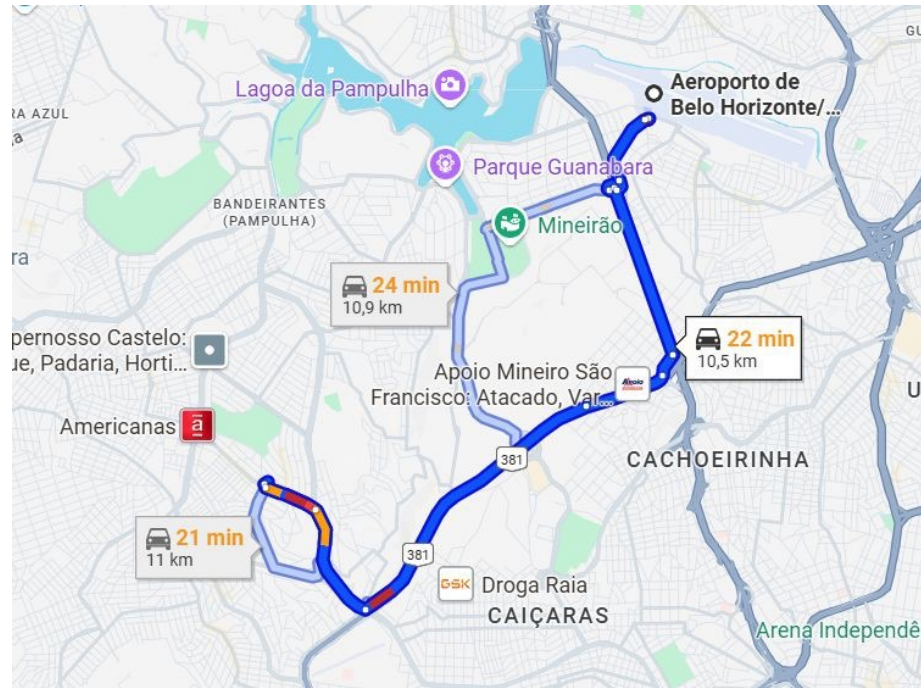 Lagoa da Pampulha
Aeroporto de
Belo Horizonte/...
RA AZUL
Parque Guanabara
BANDEIRANTES
(PAMPULHA)
Mineirão
24 min
10,9 km
pernosso Castelo:
ue, Padaria, Horti...
22 min
10,5 km
Apoio Mineiro São
Francisco: Atacado, Var...
Apoio
Americanas
a
381
CACHOEIRINHA
21 min
11 km
381
GSK
Droga Raia
CAIÇARAS
Arena Independê